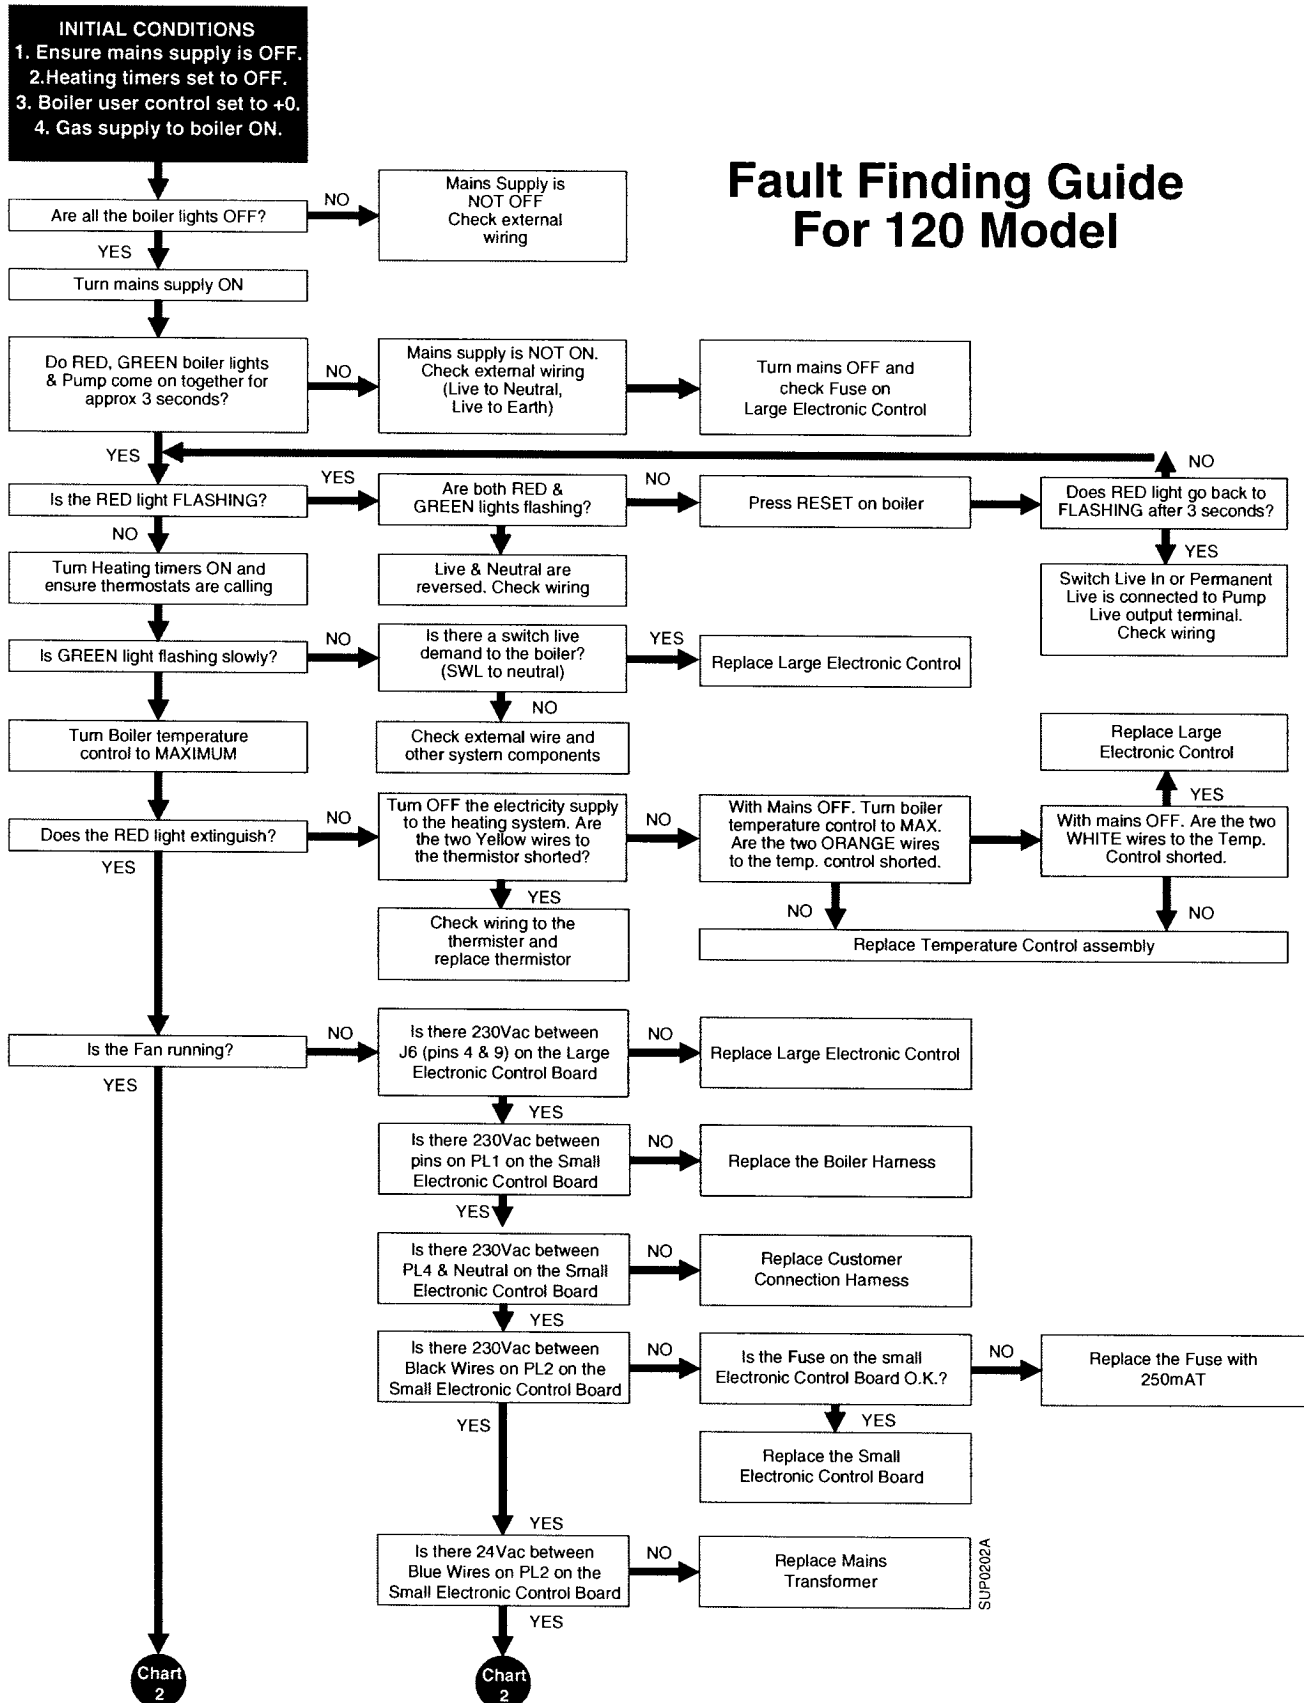 INITIAL CONDITIONS
1. Ensure mains supply is OFF.
2.Heating timers set to OFF.
3. Boiler user control set to +0.
4. Gas supply to boiler ON.
Fault Finding Guide
For 120 Model
Are all the boiler lights OFF?
NO
Mains Supply is
NOT OFF
Check external
wiring
YES
Turn mains supply ON
Do RED, GREEN boiler lights
& Pump come on together for
approx 3 seconds?
NO
Mains supply is NOT ON.
Check external wiring
(Live to Neutral,
Live to Earth)
Turn mains OFF and
check Fuse on
Large Electronic Control
YES
Is the RED light FLASHING?
YES
Are both RED &
GREEN lights flashing?
NO
Press RESET on boiler
Does RED light go back to
FLASHING after 3 seconds?
NO
YES
Switch Live In or Permanent
Live is connected to Pump
Live output terminal.
Check wiring
Live & Neutral are
reversed. Check wiring
NO
Turn Heating timers ON and
ensure thermostats are calling
Is GREEN light flashing slowly?
NO
Is there a switch live
demand to the boiler?
(SWL to neutral)
YES
Replace Large Electronic Control
NO
Check external wire and
other system components
Turn Boiler temperature
control to MAXIMUM
Does the RED light extinguish?
NO
Turn OFF the electricity supply
to the heating system. Are
the two Yellow wires to
the thermistor shorted?
NO
With Mains OFF. Turn boiler
temperature control to MAX.
Are the two ORANGE wires
to the temp. control shorted.
With mains OFF. Are the two
WHITE wires to the Temp.
Control shorted.
YES
Replace Large
Electronic Control
NO
NO
Replace Temperature Control assembly
YES
Check wiring to the
thermister and
replace thermistor
YES
Is the Fan running?
NO
Is there 230Vac between
J6 (pins 4 & 9) on the Large
Electronic Control Board
NO
Replace Large Electronic Control
YES
YES
Is there 230Vac between
pins on PL1 on the Small
Electronic Control Board
NO
Replace the Boiler Harness
YES
Is there 230Vac between
PL4 & Neutral on the Small
Electronic Control Board
NO
Replace Customer
Connection Harness
YES
Is there 230Vac between
Black Wires on PL2 on the
Small Electronic Control Board
NO
Is the Fuse on the small
Electronic Control Board O.K.?
NO
Replace the Fuse with
250mAT
YES
Replace the Small
Electronic Control Board
YES
YES
Is there 24Vac between
Blue Wires on PL2 on the
Small Electronic Control Board
NO
Replace Mains
Transformer
SUP0202A
YES
Chart
2
Chart
2